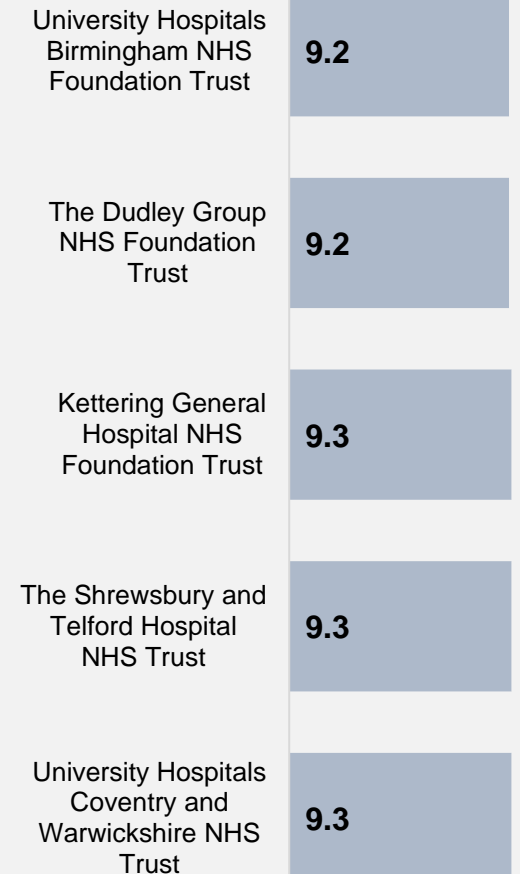 University Hospitals
Birmingham NHS
Foundation Trust
9.2
The Dudley Group
NHS Foundation
Trust
9.2
Kettering General
Hospital NHS
Foundation Trust
9.3
The Shrewsbury and
Telford Hospital
NHS Trust
9.3
University Hospitals
Coventry and
Warwickshire NHS
Trust
9.3